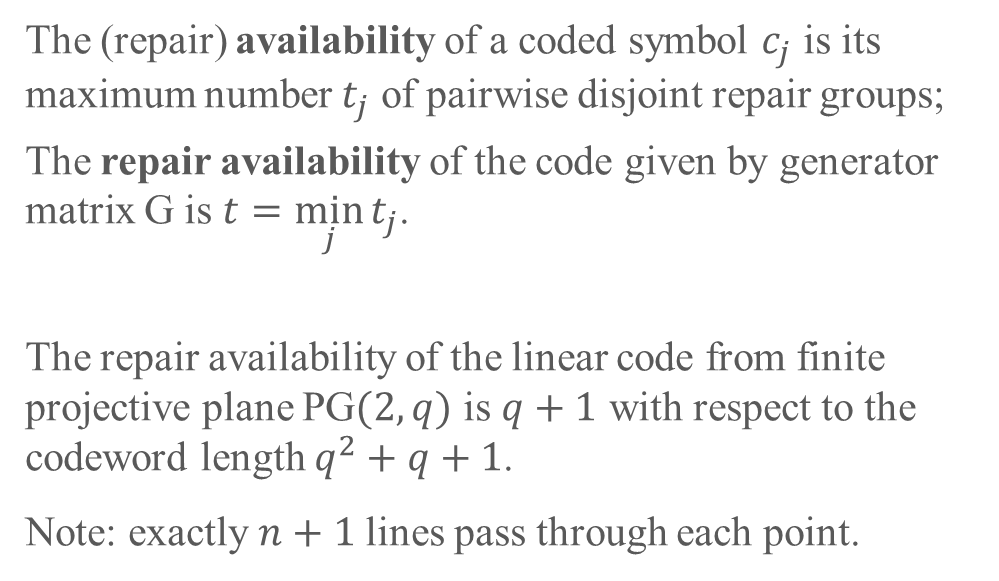 The (repair) availability of a coded symbol c_j is its
maximum number t_j of pairwise disjoint repair groups;
The repair availability of the code given by generator
matrix G is t = min_j t_j.
The repair availability of the linear code from finite
projective plane PG(2, q) is q + 1 with respect to the
codeword length q² + q + 1.
Note: exactly n + 1 lines pass through each point.